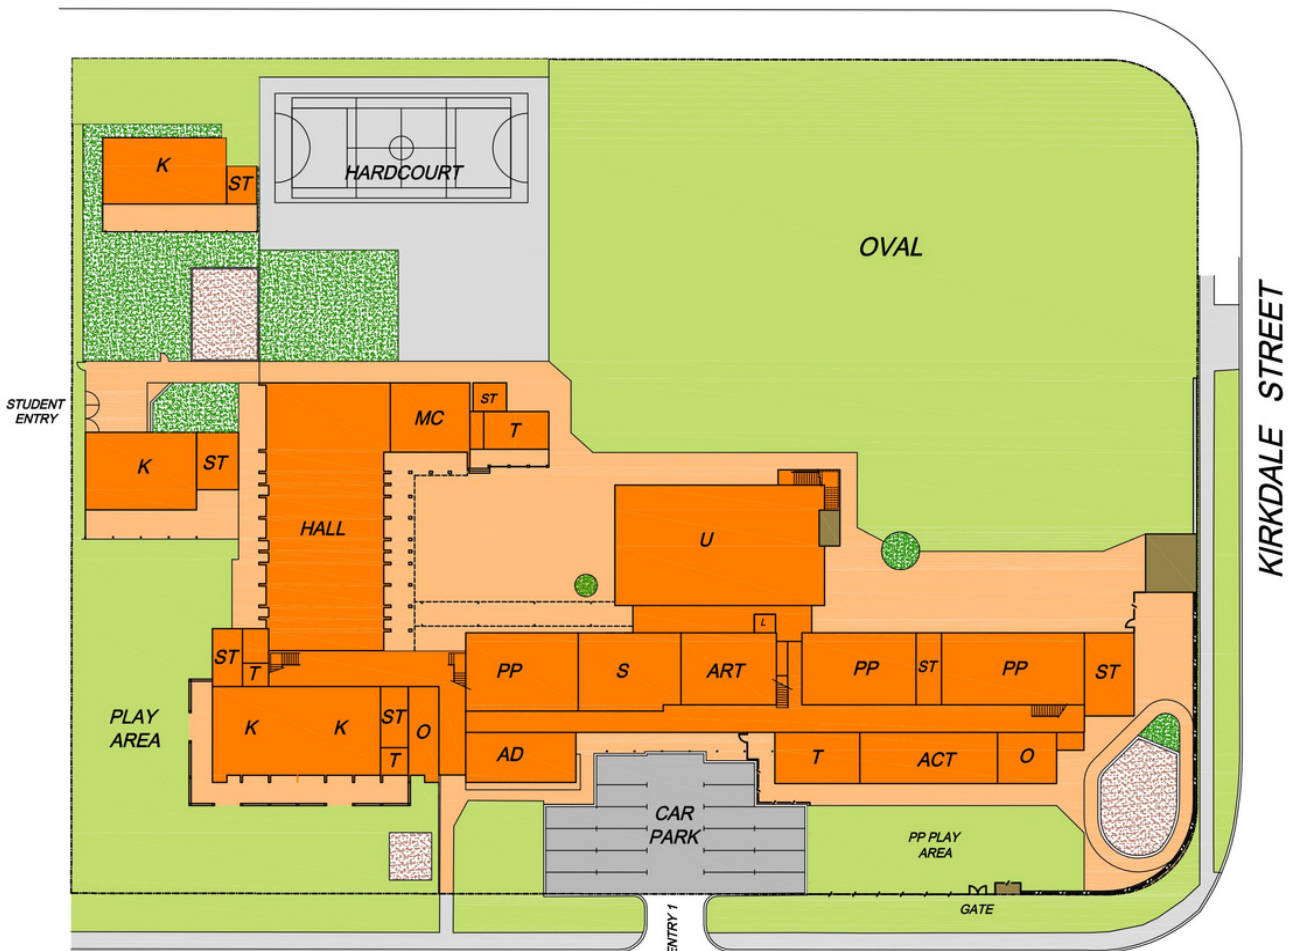 K
ST
HARDCOURT
OVAL
KIRKDALE STREET
STUDENT
ENTRY
MC
ST
T
K
ST
HALL
U
L
ST
T
PP
S
ART
PP
ST
PP
ST
PLAY
AREA
K
K
ST
T
O
AD
T
ACT
O
CAR
PARK
PP PLAY
AREA
GATE
ENTRY 1